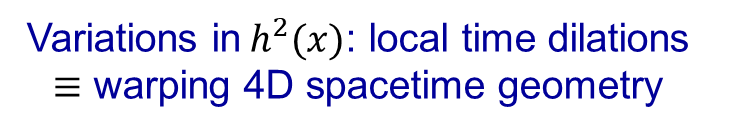 Variations in h²(x): local time dilations
≡ warping 4D spacetime geometry